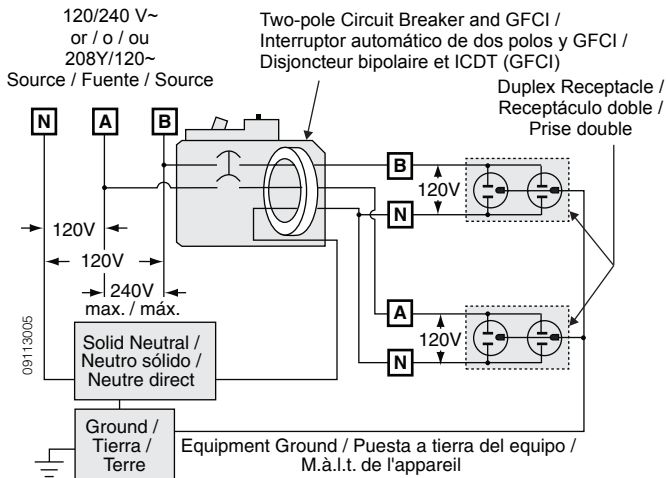 120/240 V~
or / o / ou
208Y/120~
Source / Fuente / Source
Two-pole Circuit Breaker and GFCI /
Interruptor automático de dos polos y GFCI /
Disjoncteur bipolaire et ICDT (GFCI)
Duplex Receptacle /
Receptáculo doble /
Prise double
N
A
B
B
120V
N
120V
120V
240V
max. / máx.
A
120V
N
09113005
Solid Neutral /
Neutro sólido /
Neutre direct
Ground /
Tierra /
Terre
Equipment Ground / Puesta a tierra del equipo /
M.à.l.t. de l'appareil